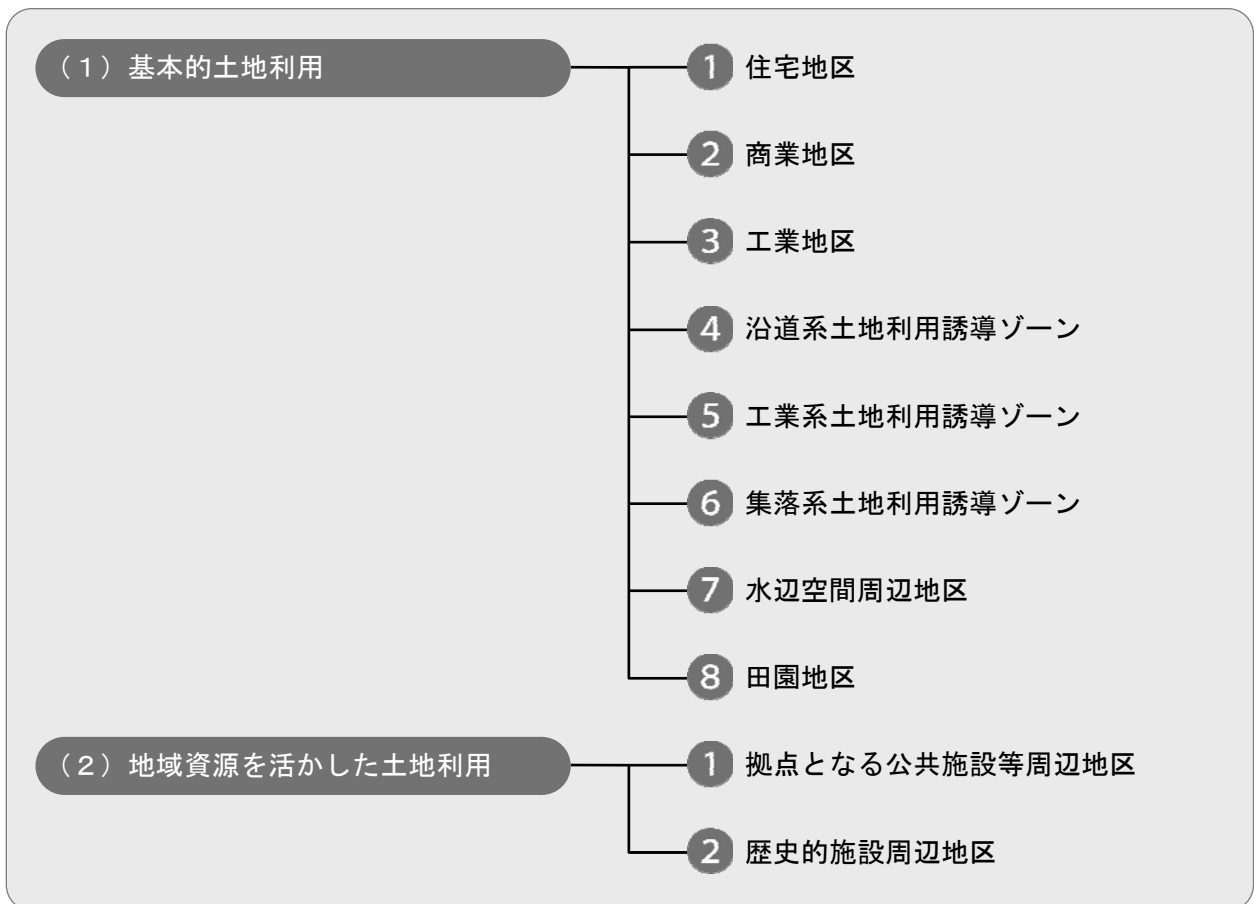 (1)基本的土地利用
1 住宅地区
2 商業地区
3 工業地区
4 沿道系土地利用誘導ゾーン
5 工業系土地利用誘導ゾーン
6 集落系土地利用誘導ゾーン
7 水辺空間周辺地区
8 田園地区
(2)地域資源を活かした土地利用
1 拠点となる公共施設等周辺地区
2 歴史的施設周辺地区